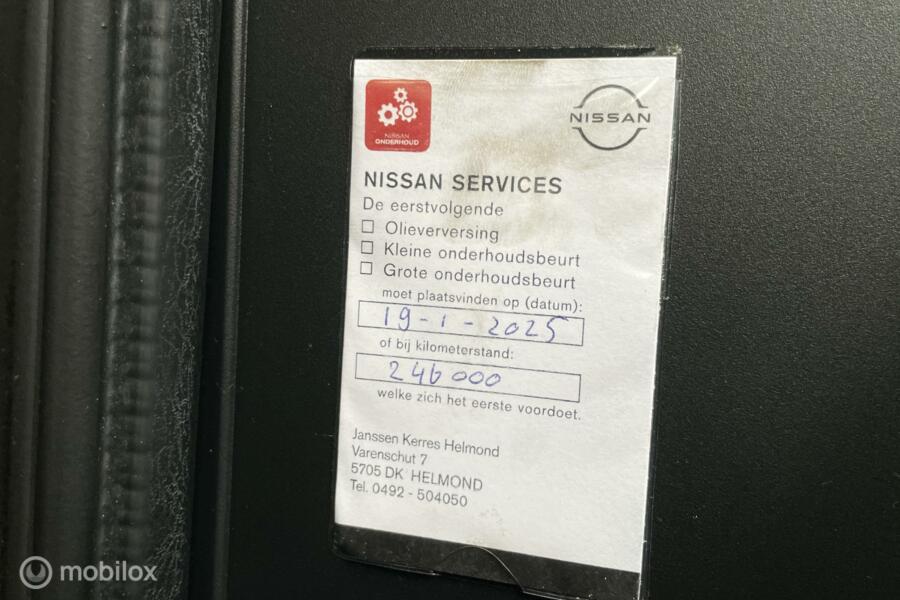 NISSAN
ONDERHOUD
NISSAN
NISSAN SERVICES
De eerstvolgende
Olieverversing
Kleine onderhoudsbeurt
Grote onderhoudsbeurt
moet plaatsvinden op (datum):
19-1-2025
of bij kilometerstand:
246000
welke zich het eerste voordoet.
Janssen Kerres Helmond
Varenschut 7
5705 DK HELMOND
Tel. 0492 - 504050
mobilox